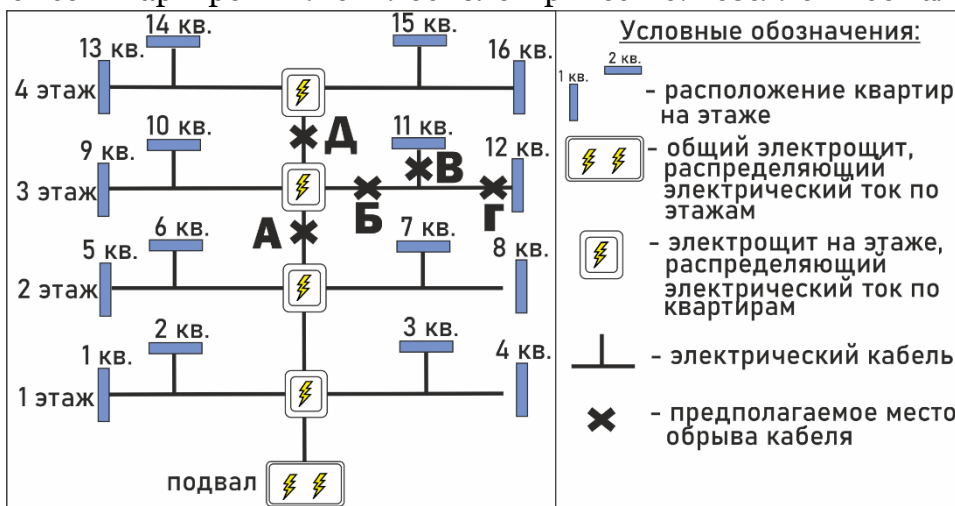 14 кв.
15 кв.
13 кв.
16 кв.
4 этаж
Д
10 кв.
11 кв.
9 кв.
12 кв.
В
3 этаж
Б
Г
А
6 кв.
7 кв.
5 кв.
8 кв.
2 этаж
2 кв.
3 кв.
1 кв.
4 кв.
1 этаж
подвал
Условные обозначения:
2 кв.
1 кв.
- расположение квартир
на этаже
- общий электрощит,
распределяющий
электрический ток по
этажам
- электрощит на этаже,
распределяющий
электрический ток по
квартирам
- электрический кабель
- предполагаемое место
обрыва кабеля